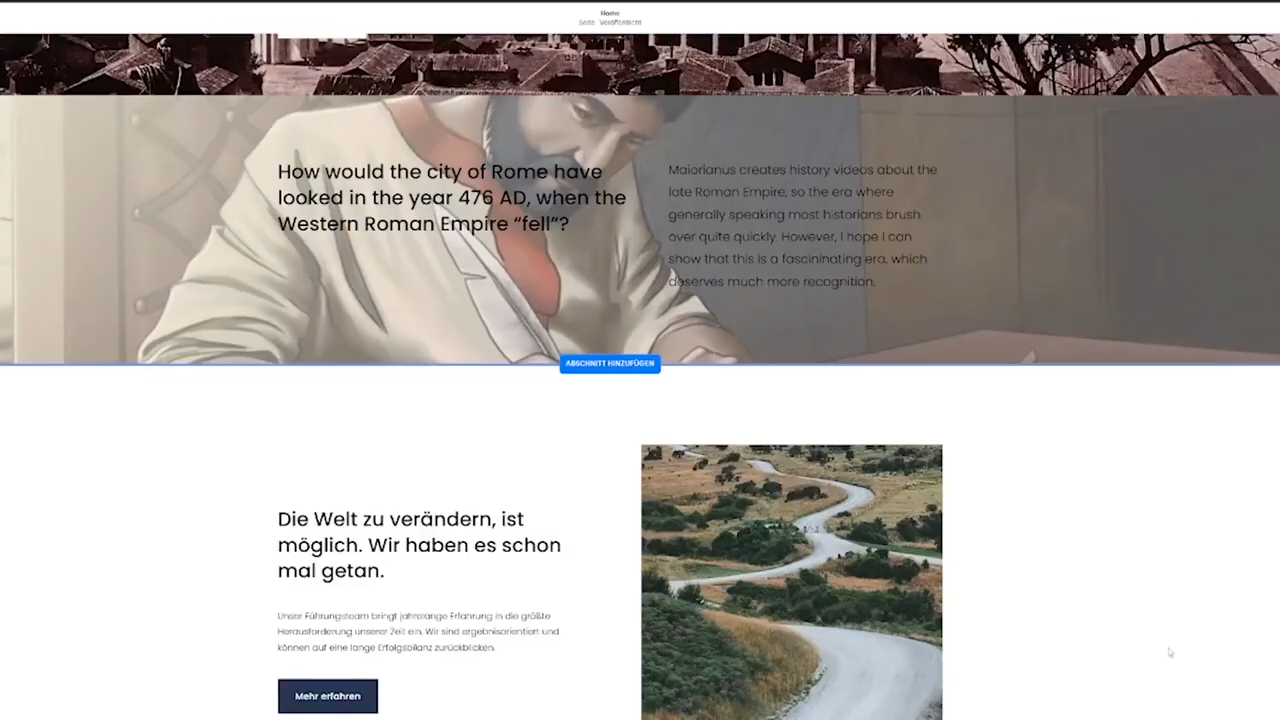 Home
Seite · Veröffentlicht
How would the city of Rome have
looked in the year 476 AD, when the
Western Roman Empire “fell”?
Maiorianus creates history videos about the
late Roman Empire, so the era where
generally speaking most historians brush
over quite quickly. However, I hope I can
show that this is a fascininating era, which
deserves much more recognition.
ABSCHNITT HINZUFÜGEN
Die Welt zu verändern, ist
möglich. Wir haben es schon
mal getan.
Unser Führungsteam bringt jahrelange Erfahrung in die größte
Herausforderung unserer Zeit ein. Wir sind ergebnisorientiert und
können auf eine lange Erfolgsbilanz zurückblicken.
Mehr erfahren